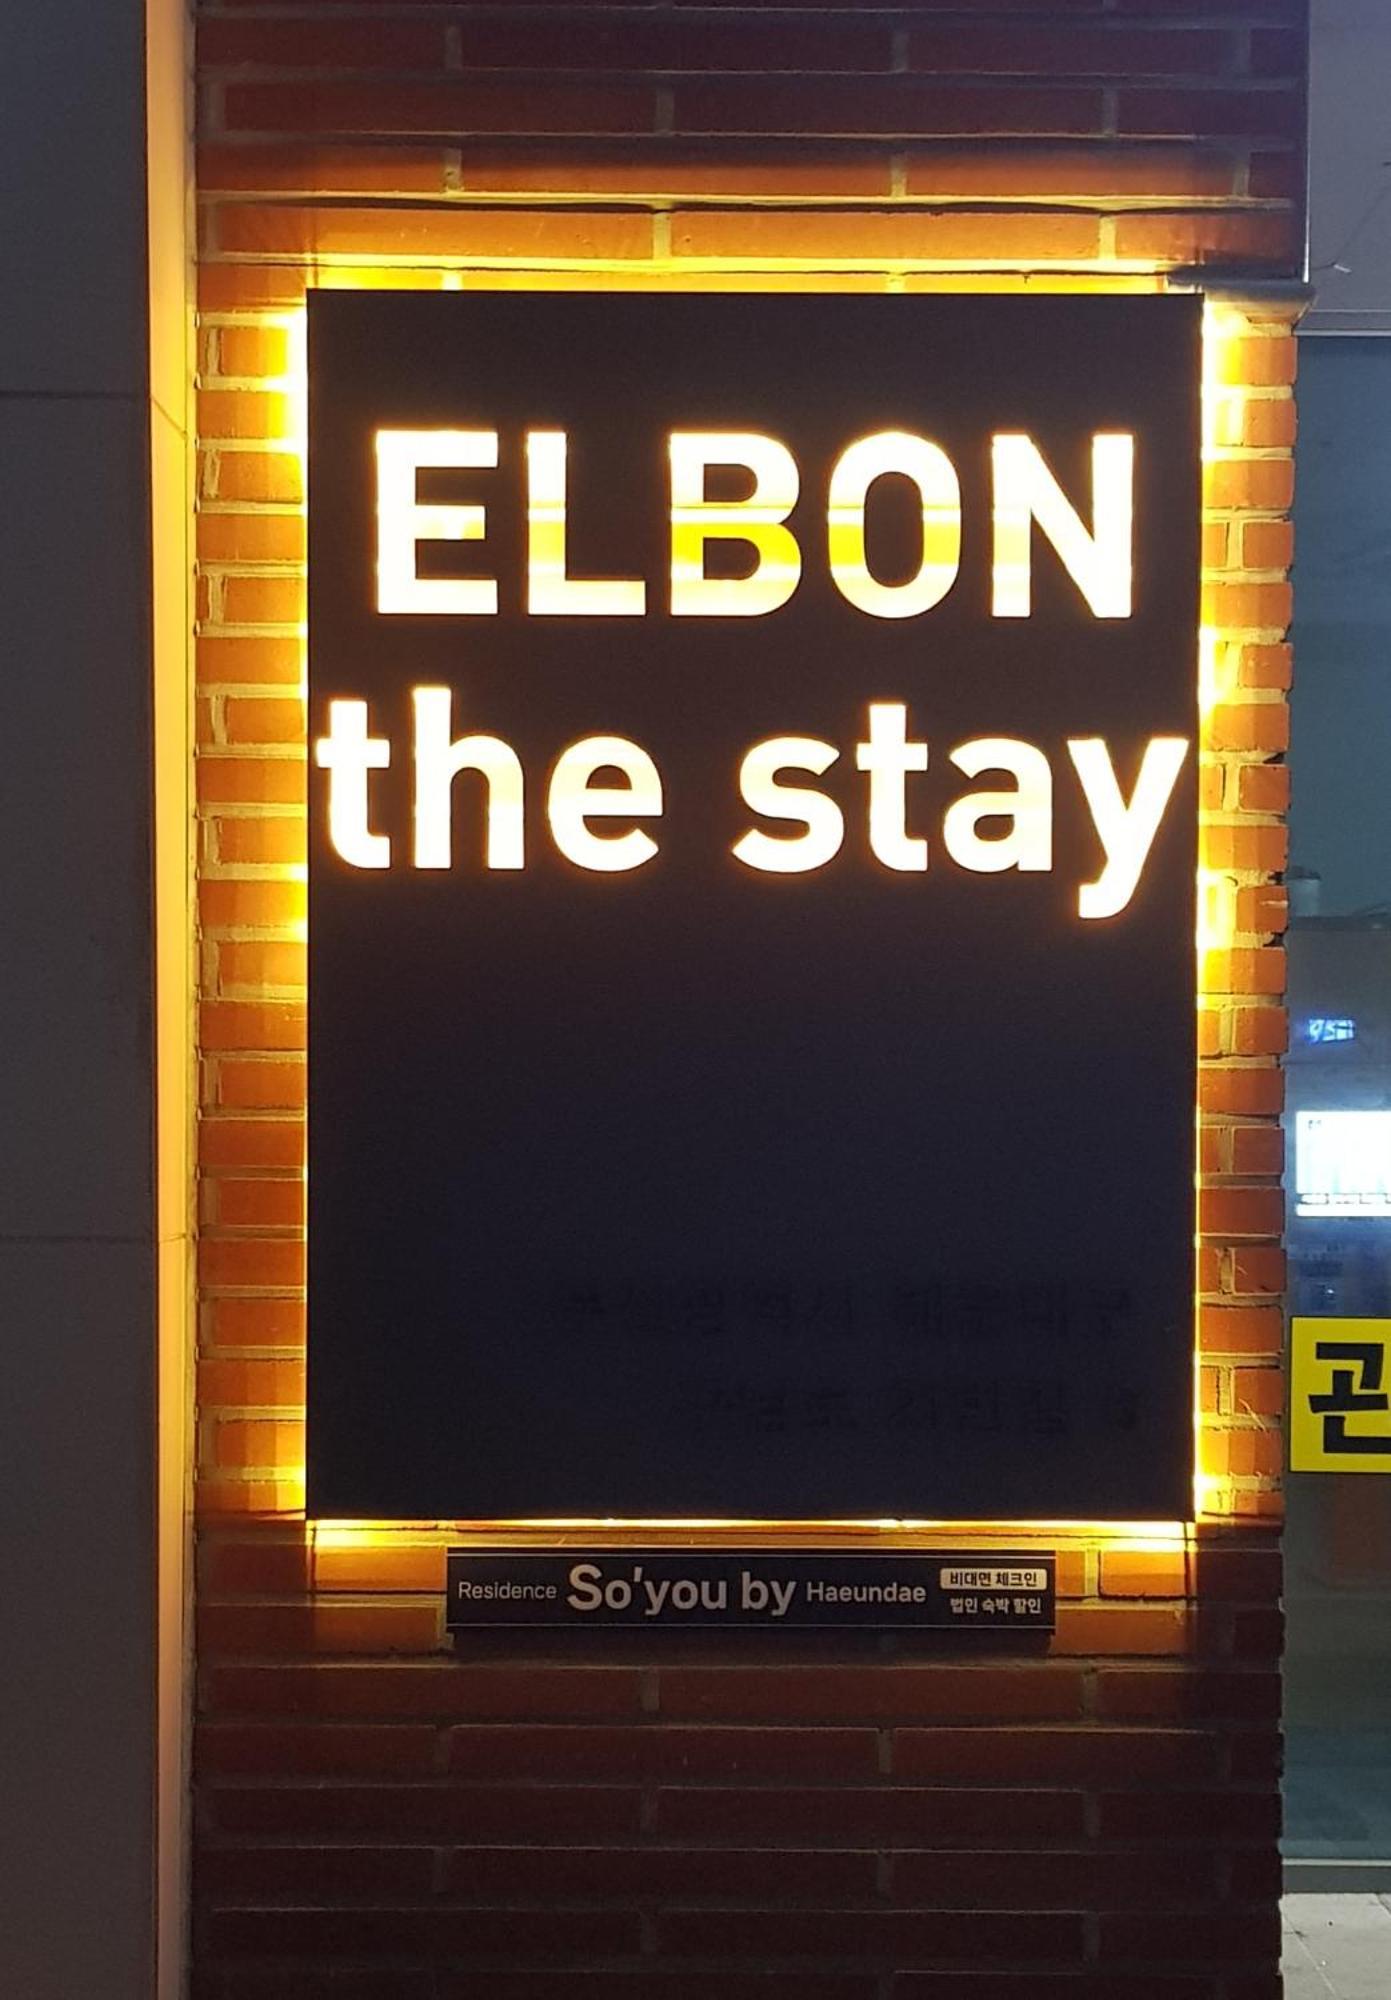 ELBON
the stay
Residence So'you by Haeundae
비대면 체크인
법인 숙박 할인
곤